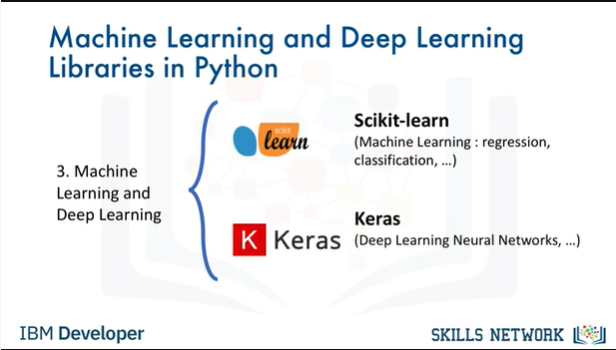 Machine Learning and Deep Learning
Libraries in Python
3. Machine
Learning and
Deep Learning
scikit
learn
Scikit-learn
(Machine Learning : regression,
classification, ...)
K Keras
Keras
(Deep Learning Neural Networks, ...)
IBM Developer
SKILLS NETWORK